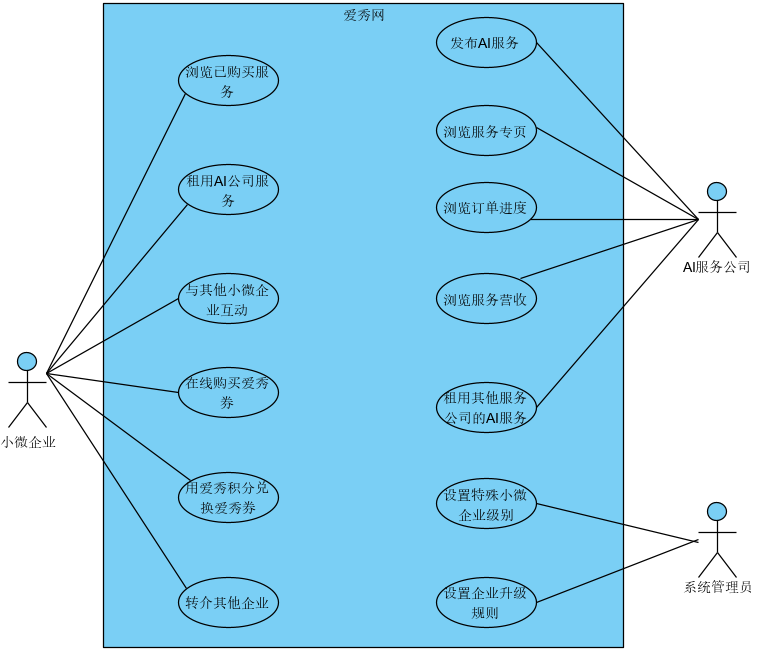 爱秀网
浏览已购买服
务
租用AI公司服
务
与其他小微企
业互动
在线购买爱秀
券
用爱秀积分兑
换爱秀券
转介其他企业
发布AI服务
浏览服务专页
浏览订单进度
浏览服务营收
租用其他服务
公司的AI服务
设置特殊小微
企业级别
设置企业升级
规则
小微企业
AI服务公司
系统管理员